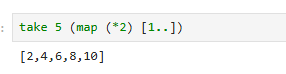 : take 5 (map (*2) [1..])
[2,4,6,8,10]